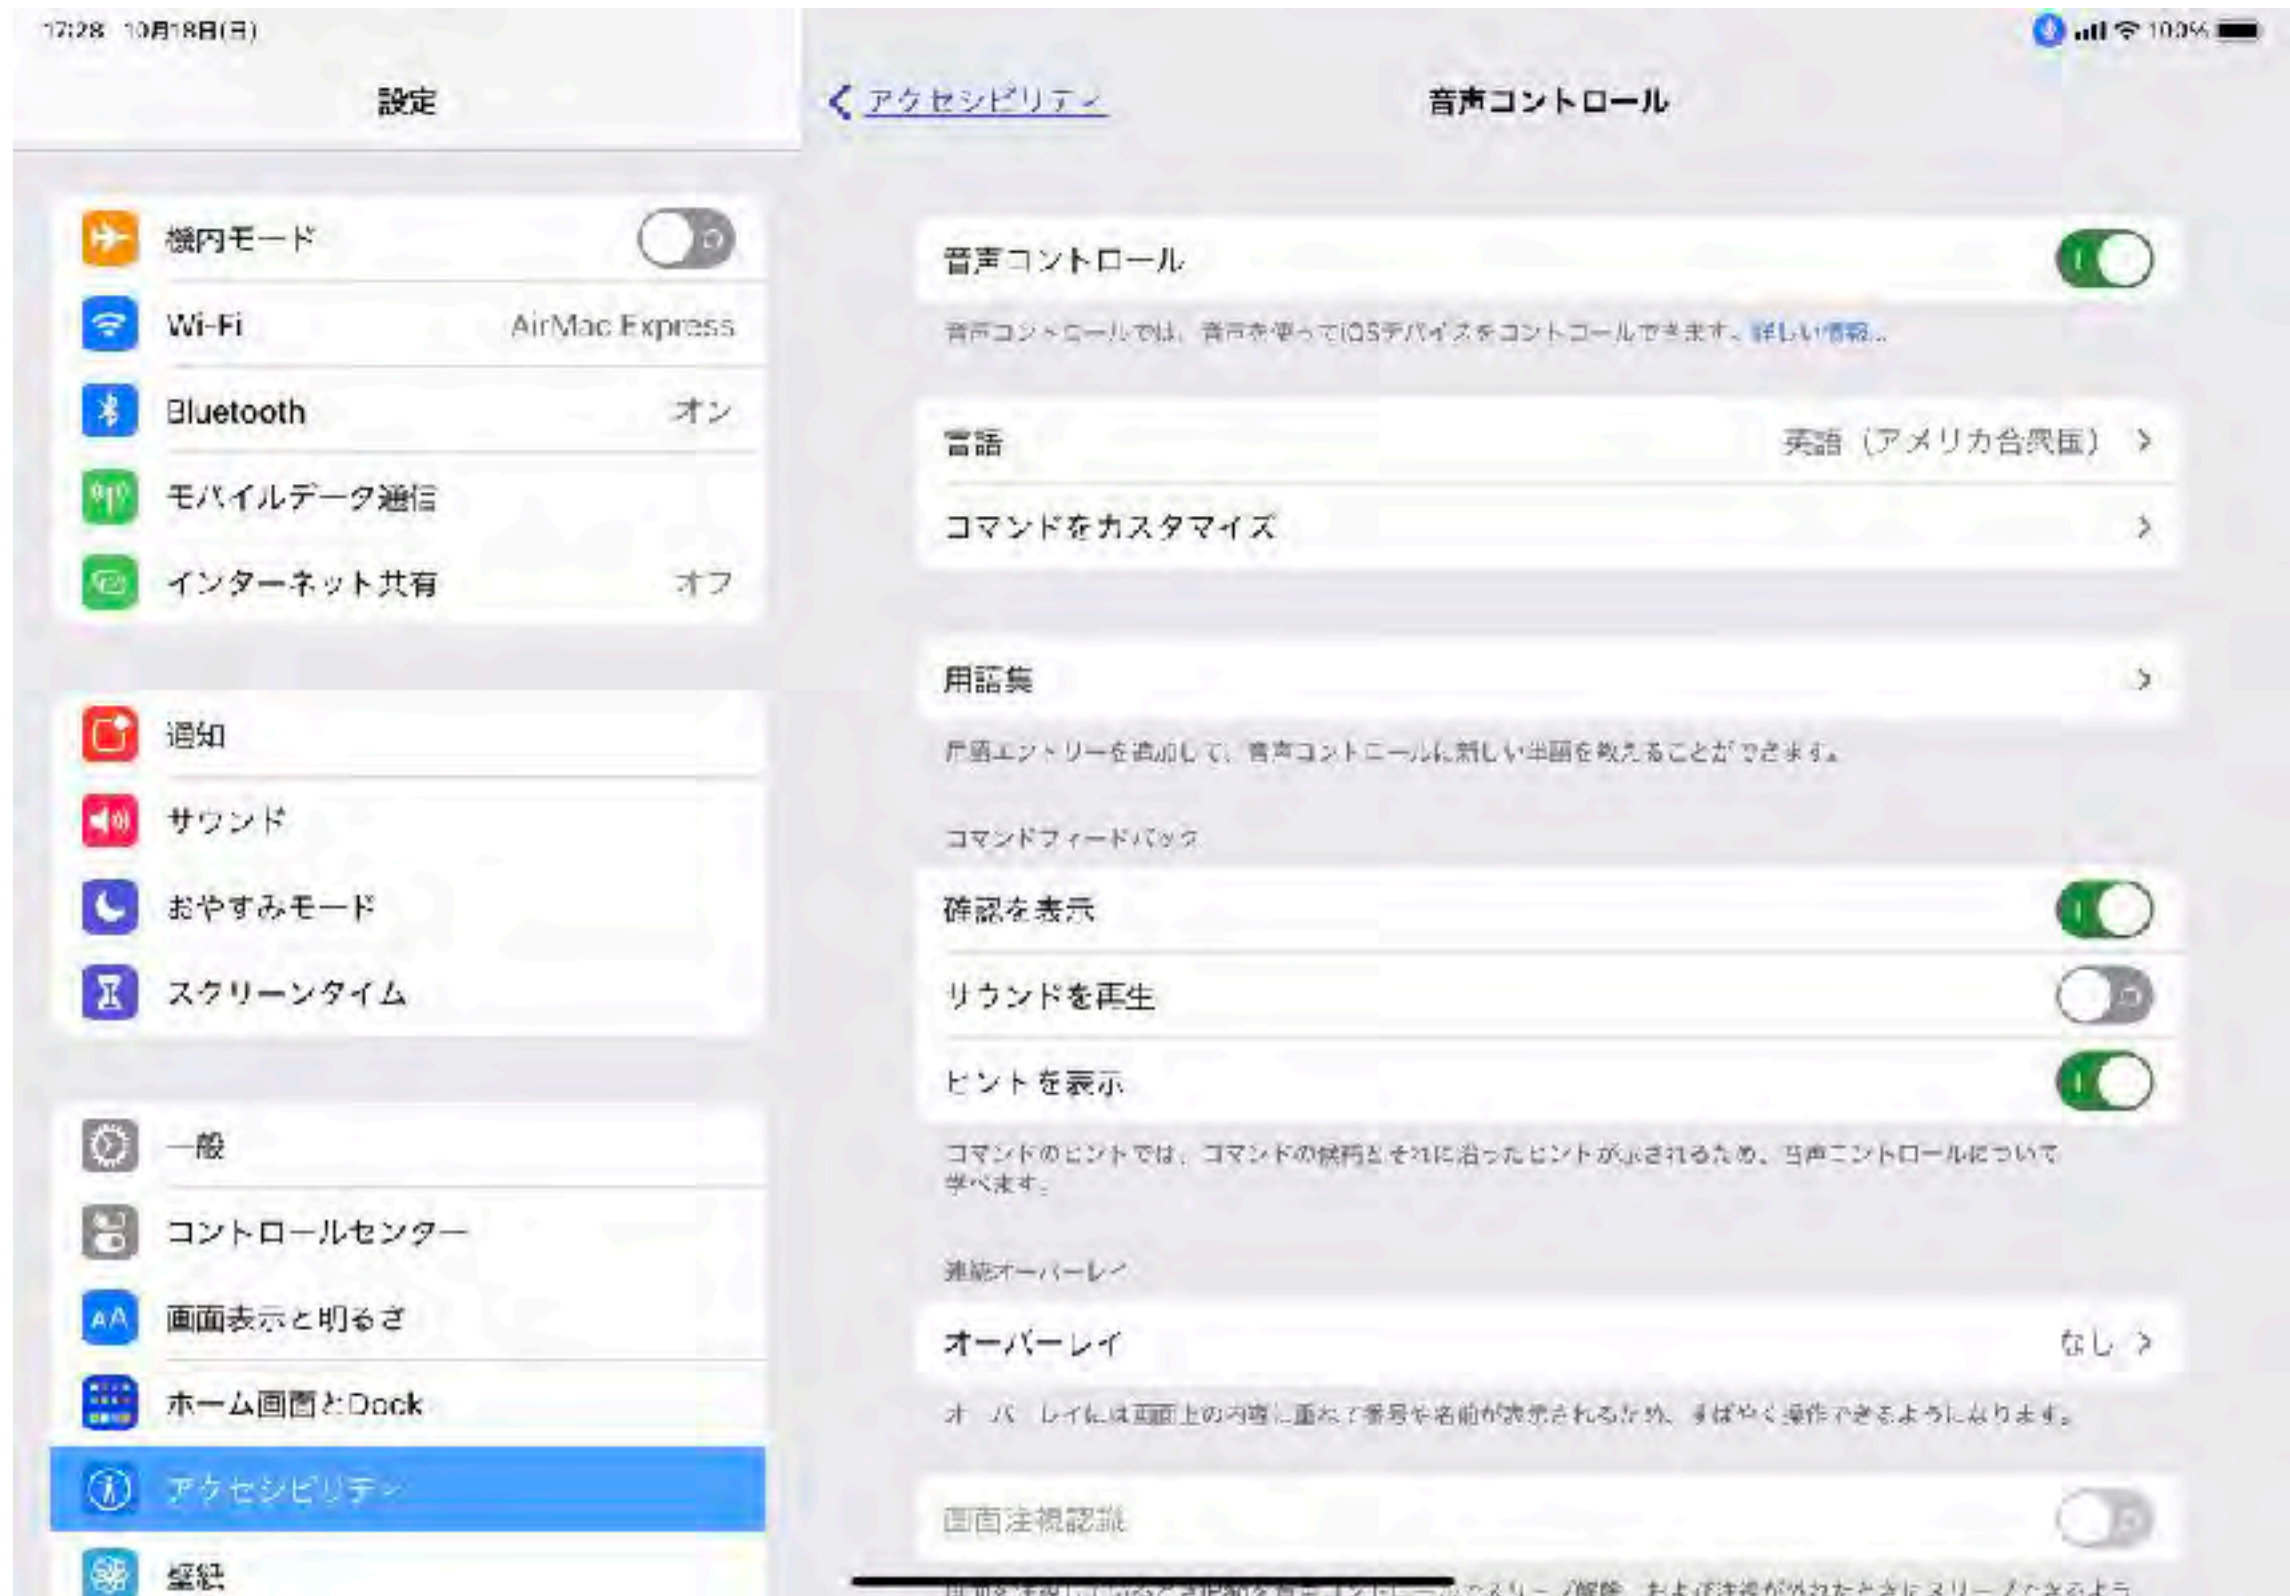 17:28 10月18日(日)
100%
設定
アクセシビリティ
音声コントロール
機内モード
Wi-Fi
AirMac Express
Bluetooth
オン
モバイルデータ通信
インターネット共有
オフ
通知
サウンド
おやすみモード
スクリーンタイム
一般
コントロールセンター
画面表示と明るさ
ホーム画面とDock
アクセシビリティ
壁紙
音声コントロール
音声コントロールでは、音声を使ってiOSデバイスをコントロールできます。詳しい情報...
言語
英語（アメリカ合衆国）
コマンドをカスタマイズ
用語集
用語エントリーを追加して、音声コントロールに新しい単語を教えることができます。
コマンドフィードバック
確認を表示
サウンドを再生
ヒントを表示
コマンドのヒントでは、コマンドの候補とそれに沿ったヒントが示されるため、音声コントロールについて
学べます。
連続オーバーレイ
オーバーレイ
なし
オーバーレイには画面上の内容に重ねて番号や名前が表示されるため、すばやく操作できるようになります。
画面注視認識